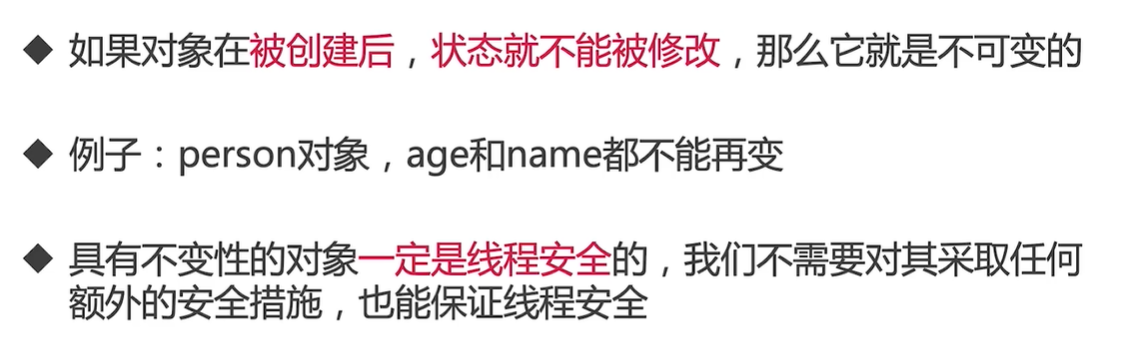 ◆ 如果对象在被创建后，状态就不能被修改，那么它就是不可变的
◆ 例子：person对象，age和name都不能再变
◆ 具有不变性的对象一定是线程安全的，我们不需要对其采取任何
额外的安全措施，也能保证线程安全